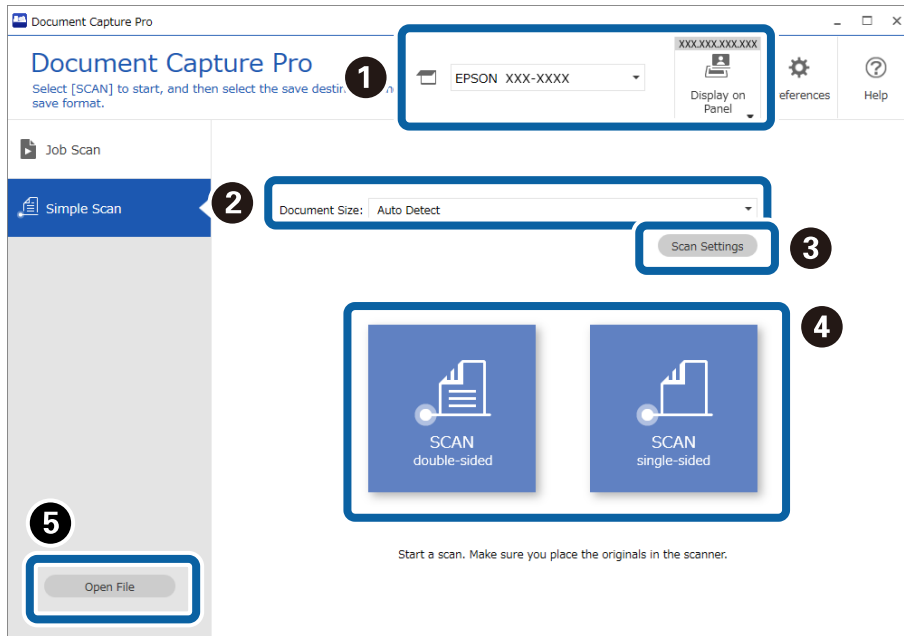 Document Capture Pro
Document Capture Pro
Select [SCAN] to start, and then select the save destin
save format.
1
EPSON XXX-XXXX
XXX.XXX.XXX.XXX
Display on
Panel
eferences
Help
Job Scan
Simple Scan
2
Document Size: Auto Detect
Scan Settings
3
4
SCAN
double-sided
SCAN
single-sided
5
Start a scan. Make sure you place the originals in the scanner.
Open File